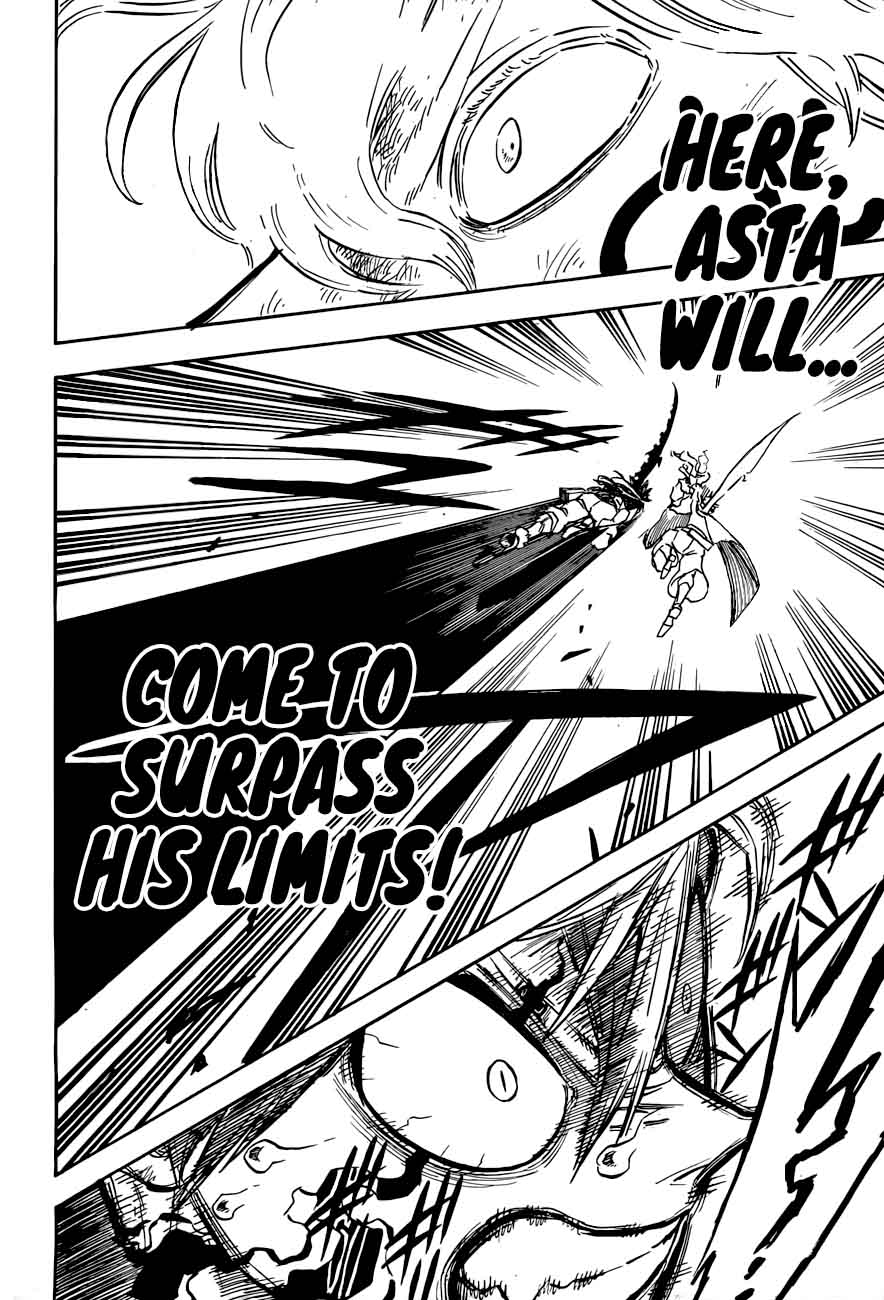 HERE,
ASTA
WILL...
COME TO
SURPASS
HIS LIMITS!